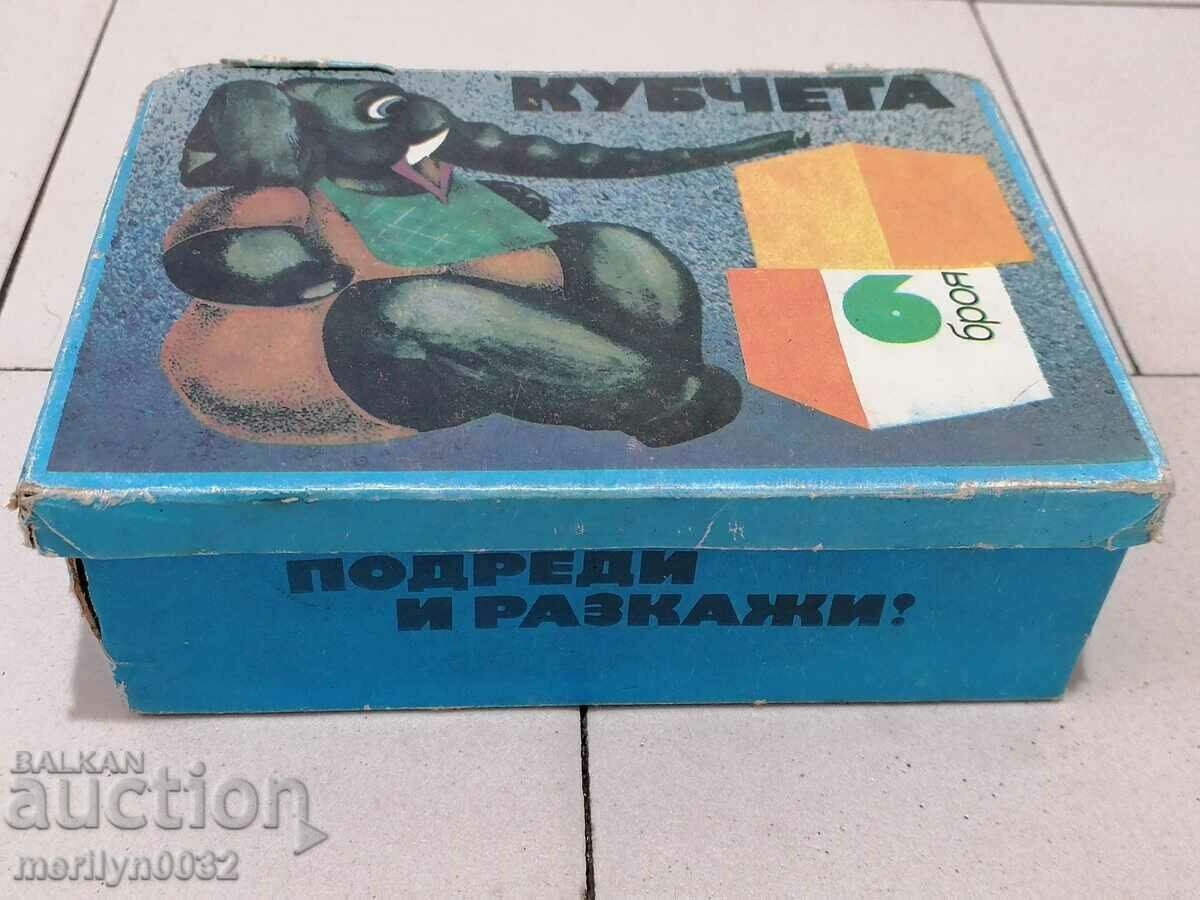 КУБЧЕТА
6
броя
ПОДРЕДИ
И РАЗКАЖИ!
BALKAN
auction
merilyn0032